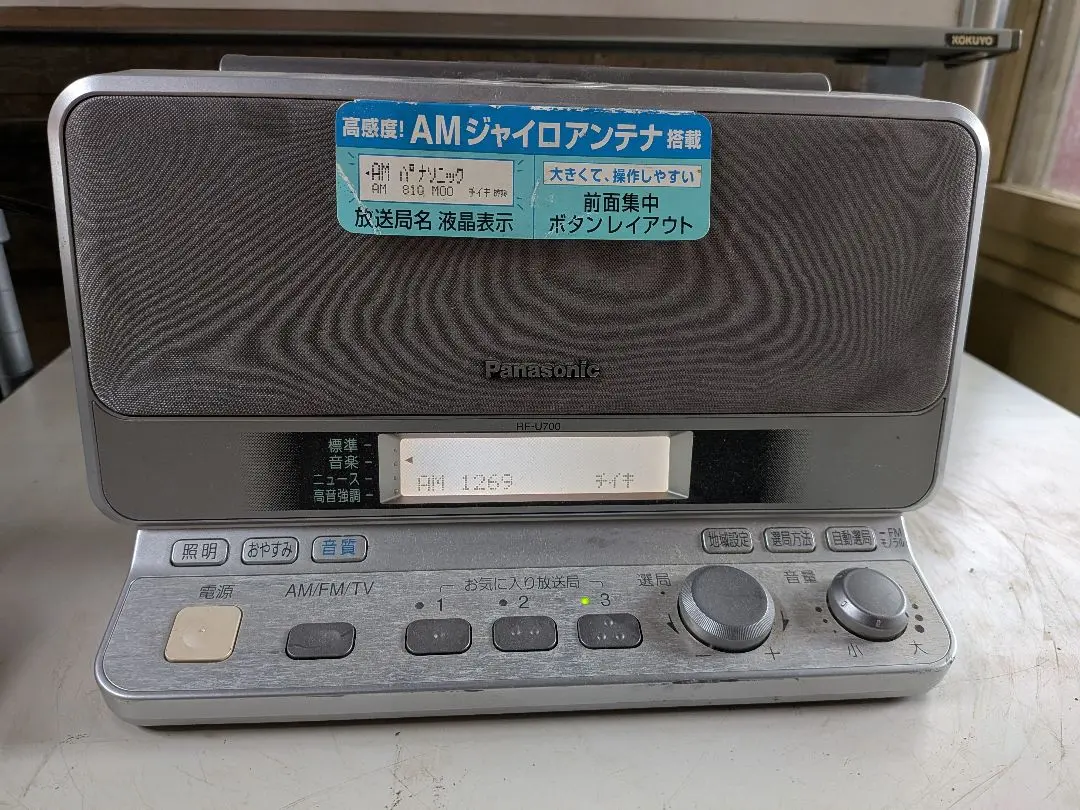 KOKUYO
高感度! AMジャイロアンテナ 搭載
AM パナソニック
AM 810 MOO チイキ
放送局名 液晶表示
大きくて、操作しやすい
前面集中
ボタンレイアウト
Panasonic
RF-U700
標準
音楽
ニュース
高音強調
AM 1269 チイキ
照明 おやすみ 音質
地域設定 選局方法 自動選局 FM モノラル
電源 AM/FM/TV
お気に入り放送局
1 2 3
選局
音量
− +
小 大